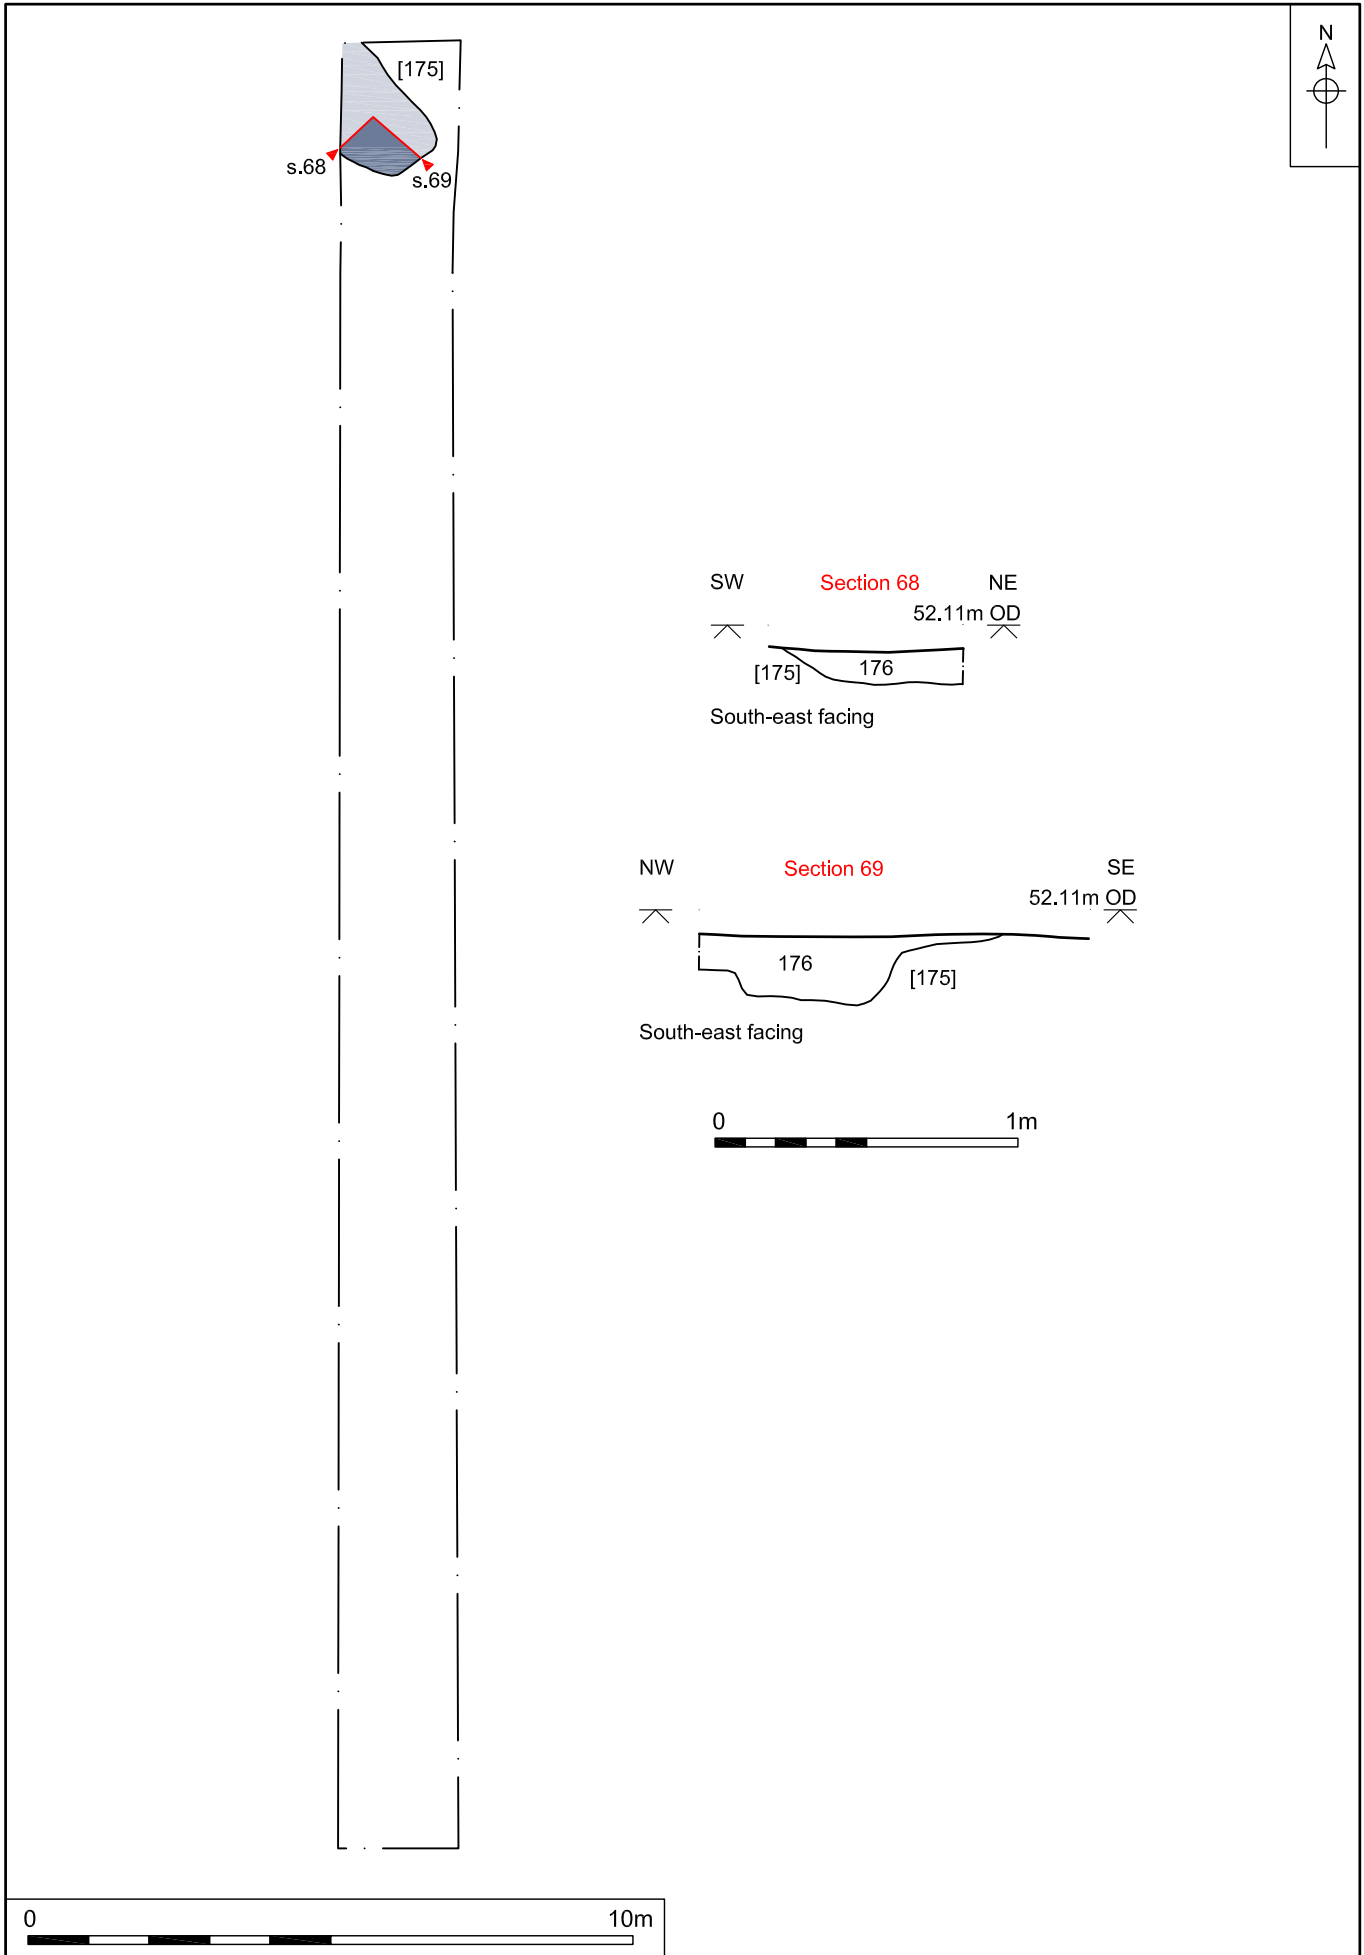 N
[175]
s.68
s.69
SW Section 68 NE
52.11m OD
[175] 176
South-east facing
NW Section 69 SE
52.11m OD
176
[175]
South-east facing
0 1m
0 10m